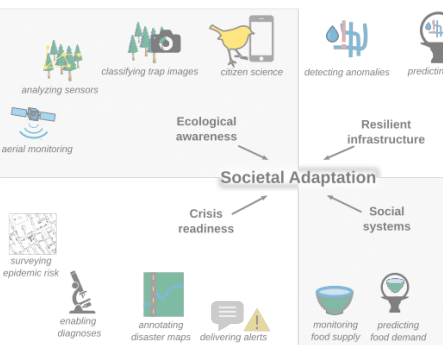 classifying trap images
citizen science
detecting anomalies
predicting
analyzing sensors
aerial monitoring
Ecological
awareness
Resilient
infrastructure
Societal Adaptation
Crisis
readiness
Social
systems
surveying
epidemic risk
enabling
diagnoses
annotating
disaster maps
delivering alerts
monitoring
food supply
predicting
food demand